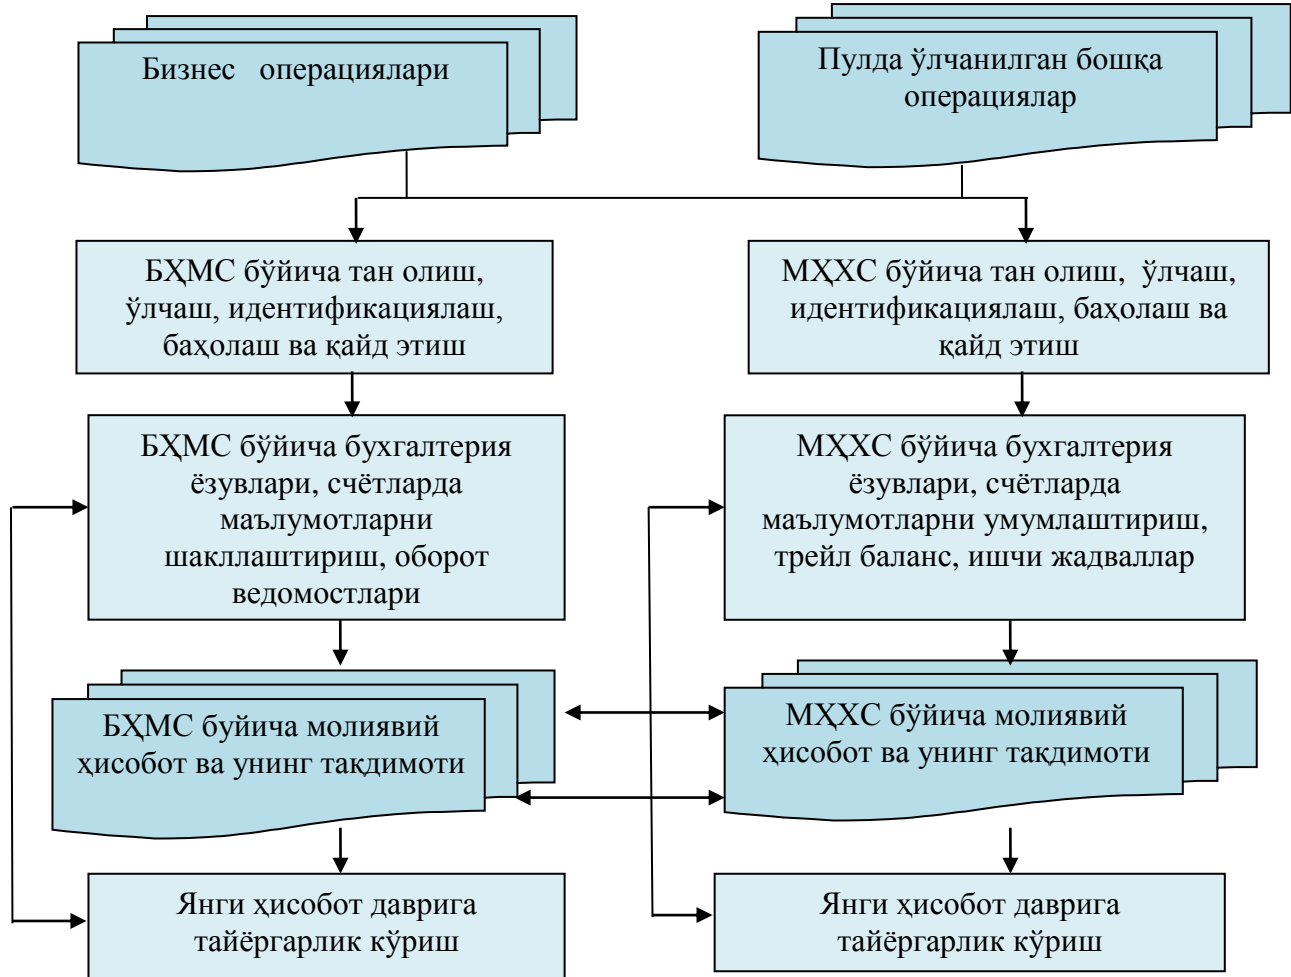 Бизнес операциялари
Пулда ўлчанилган бошқа
операциялар
БҲМС бўйича тан олиш,
ўлчаш, идентификациялаш,
баҳолаш ва қайд этиш
МҲХС бўйича тан олиш, ўлчаш,
идентификациялаш, баҳолаш ва
қайд этиш
БҲМС бўйича бухгалтерия
ёзувлари, счётларда
маълумотларни
шакллаштириш, оборот
ведомостлари
МҲХС бўйича бухгалтерия
ёзувлари, счётларда
маълумотларни умумлаштириш,
трейл баланс, ишчи жадваллар
БҲМС буйича молиявий
ҳисобот ва унинг тақдимоти
МҲХС бўйича молиявий
ҳисобот ва унинг тақдимоти
Янги ҳисобот даврига
тайёргарлик кўриш
Янги ҳисобот даврига
тайёргарлик кўриш